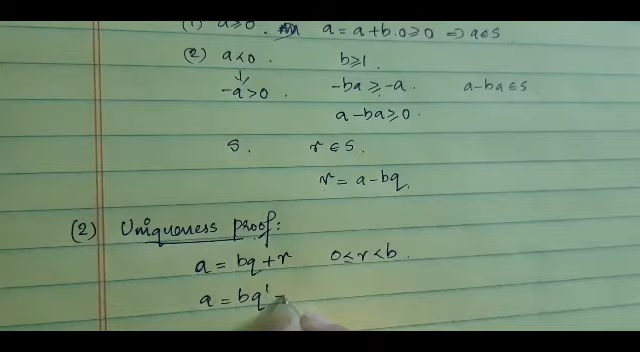 (1) a≥0. a = a+b.0≥0 ⇒ a∈S
(2) a<0. b≥1.
↓
-a>0. -ba ≥ -a. a-ba∈S.
a-ba≥0.
S. r∈S.
r = a-bq.
(2) Uniqueness proof:
a = bq+r 0≤r<b.
a = bq'